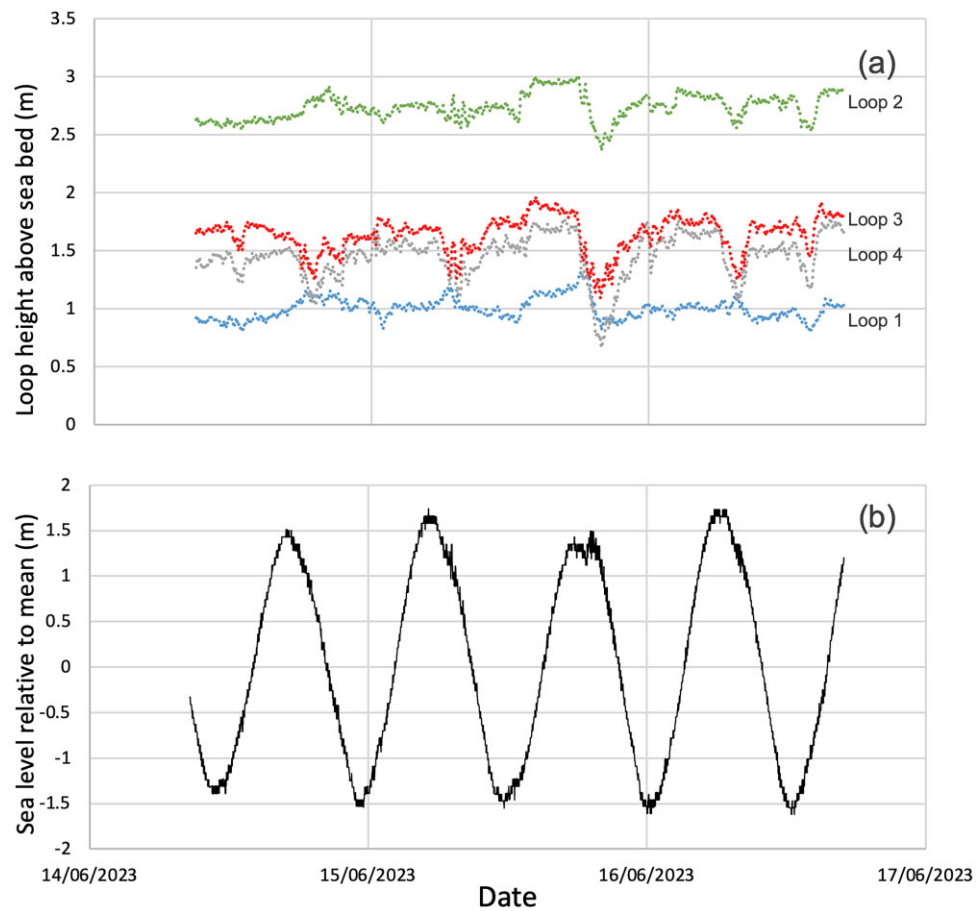 Loop height above sea bed (m)
3.5
3
2.5
2
1.5
1
0.5
0
(a)
Loop 2
Loop 3
Loop 4
Loop 1
Sea level relative to mean (m)
2
1.5
1
0.5
0
-0.5
-1
-1.5
-2
(b)
14/06/2023
15/06/2023
16/06/2023
17/06/2023
Date